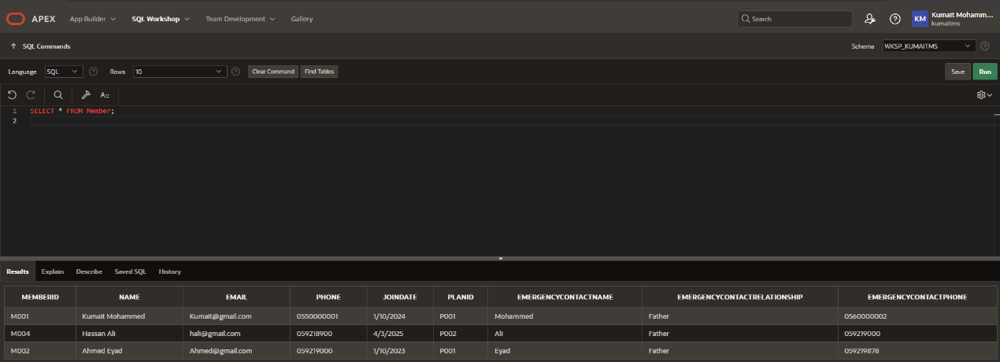 APEX App Builder SQL Workshop Team Development Gallery Search KM Kumait Mohamm...
kumaitms
SQL Commands Schema WKSP_KUMAITMS
Language SQL Rows 10 Clear Command Find Tables Save Run
A::
1 SELECT * FROM Member;
2
Results Explain Describe Saved SQL History
MEMBERID NAME EMAIL PHONE JOINDATE PLANID EMERGENCYCONTACTNAME EMERGENCYCONTACTRELATIONSHIP EMERGENCYCONTACTPHONE
M001 Kumait Mohammed Kumait@gmail.com 0550000001 1/10/2024 P001 Mohammed Father 0560000002
M004 Hassan Ali hali@gmail.com 059218900 4/3/2025 P002 Ali Father 059219000
M002 Ahmed Eyad Ahmed@gmail.com 059219000 1/10/2023 P001 Eyad Father 059219878